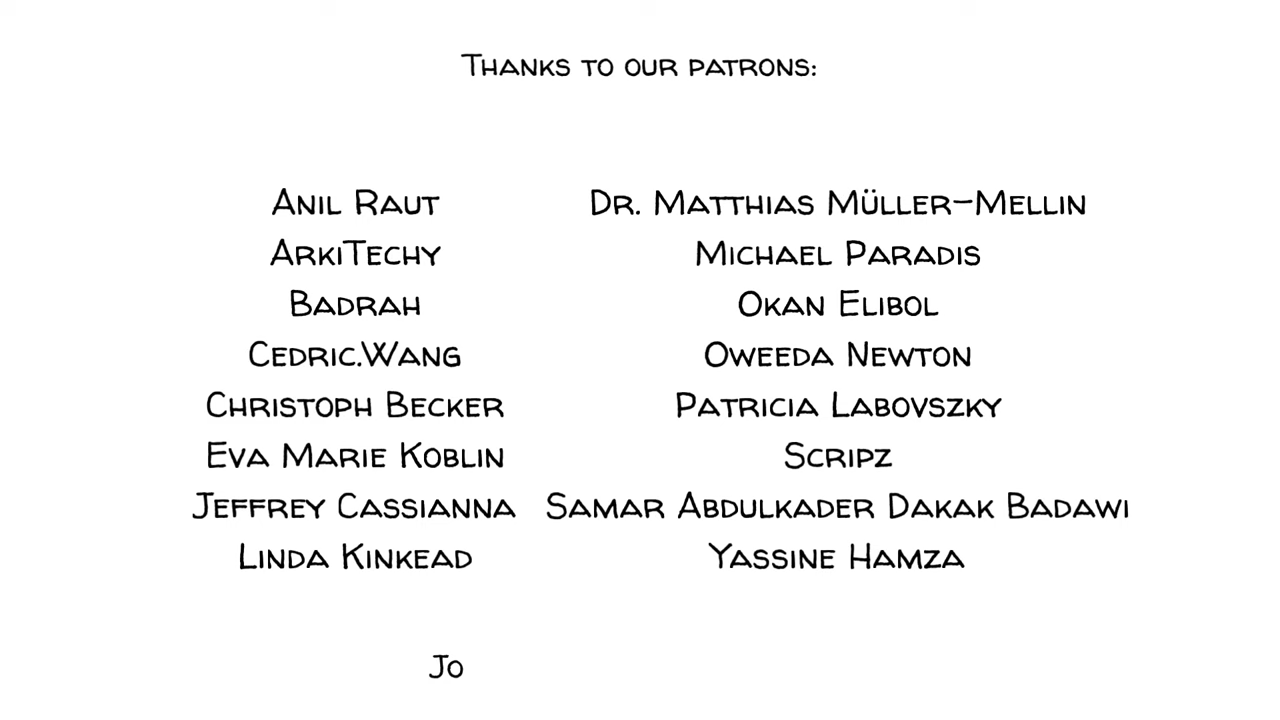 Thanks to our patrons:
Anil Raut
ArkiTechy
Badrah
Cedric.Wang
Christoph Becker
Eva Marie Koblin
Jeffrey Cassianna
Linda Kinkead
Dr. Matthias Müller-Mellin
Michael Paradis
Okan Elibol
Oweeda Newton
Patricia Labovszky
Scripz
Samar Abdulkader Dakak Badawi
Yassine Hamza
Jo